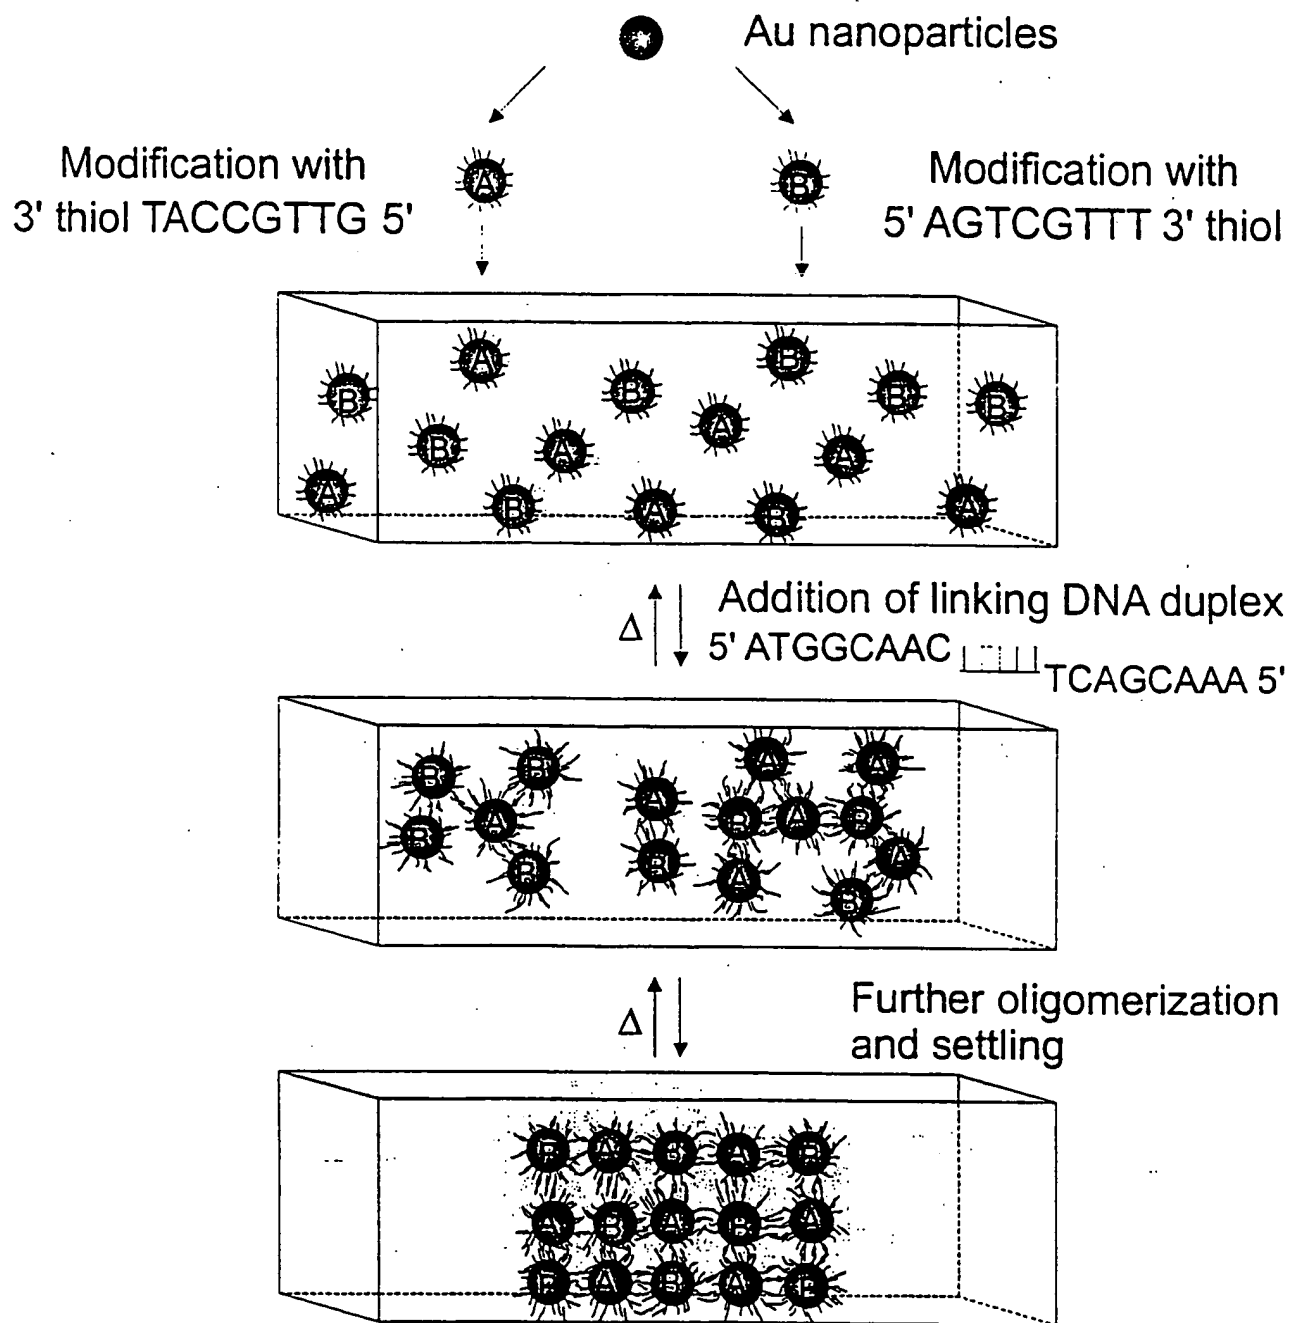 Au nanoparticles
Modification with
3' thiol TACCGTTG 5'
A
B
Modification with
5' AGTCGTTT 3' thiol
A
B
B
B
B
B
A
B
A
A
A
B
A
B
A
Δ
Addition of linking DNA duplex
5' ATGGCAAC
TCAGCAAA 5'
A
A
B
B
A
B
A
B
A
B
B
A
B
A
B
Δ
Further oligomerization
and settling
B A B A B
A B A B A
B A B A B